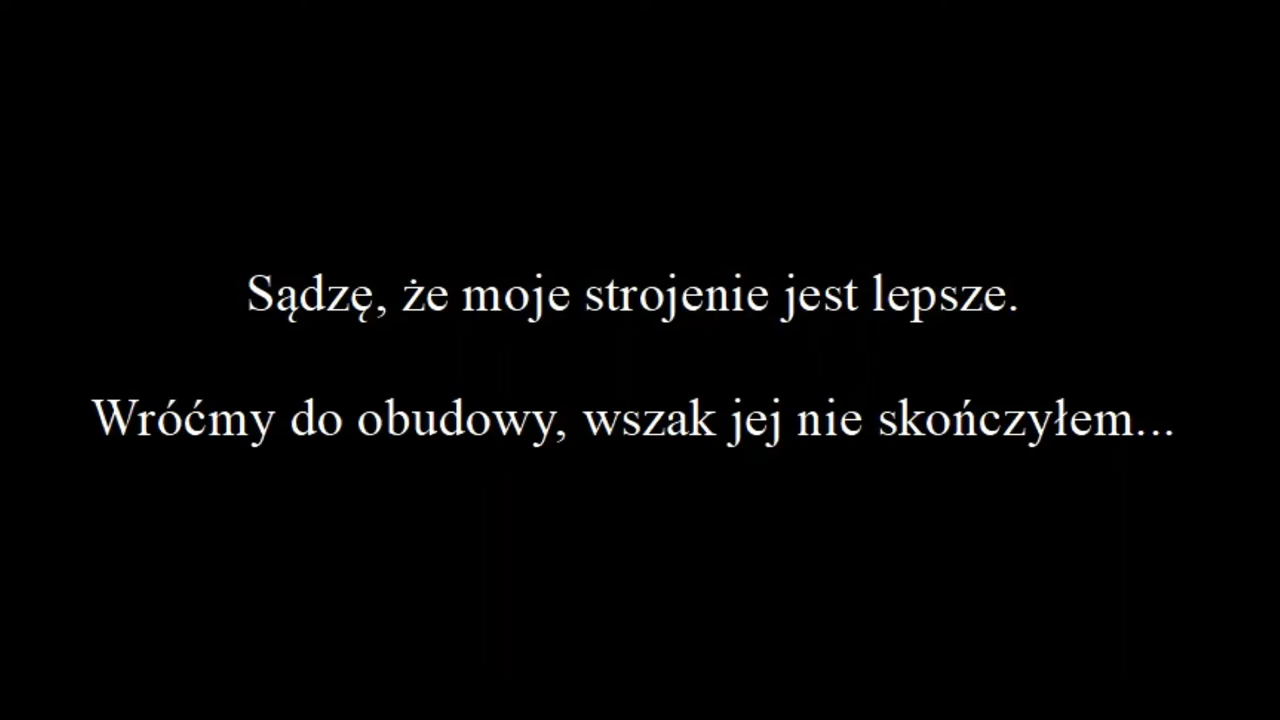 Sądzę, że moje strojenie jest lepsze.
Wróćmy do obudowy, wszak jej nie skończyłem...